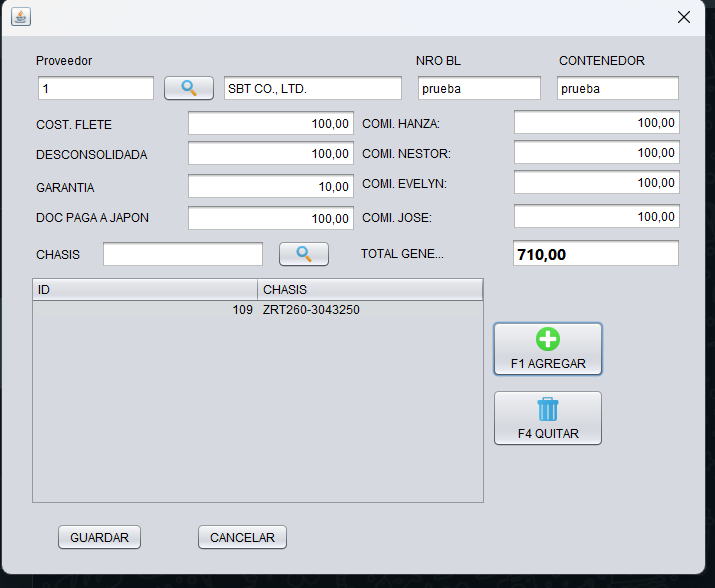 Proveedor NRO BL CONTENEDOR
1 SBT CO., LTD. prueba prueba
COST. FLETE 100,00 COMI. HANZA: 100,00
DESCONSOLIDADA 100,00 COMI. NESTOR: 100,00
GARANTIA 10,00 COMI. EVELYN: 100,00
DOC PAGA A JAPON 100,00 COMI. JOSE: 100,00
CHASIS TOTAL GENE... 710,00
ID CHASIS
109 ZRT260-3043250
F1 AGREGAR
F4 QUITAR
GUARDAR CANCELAR